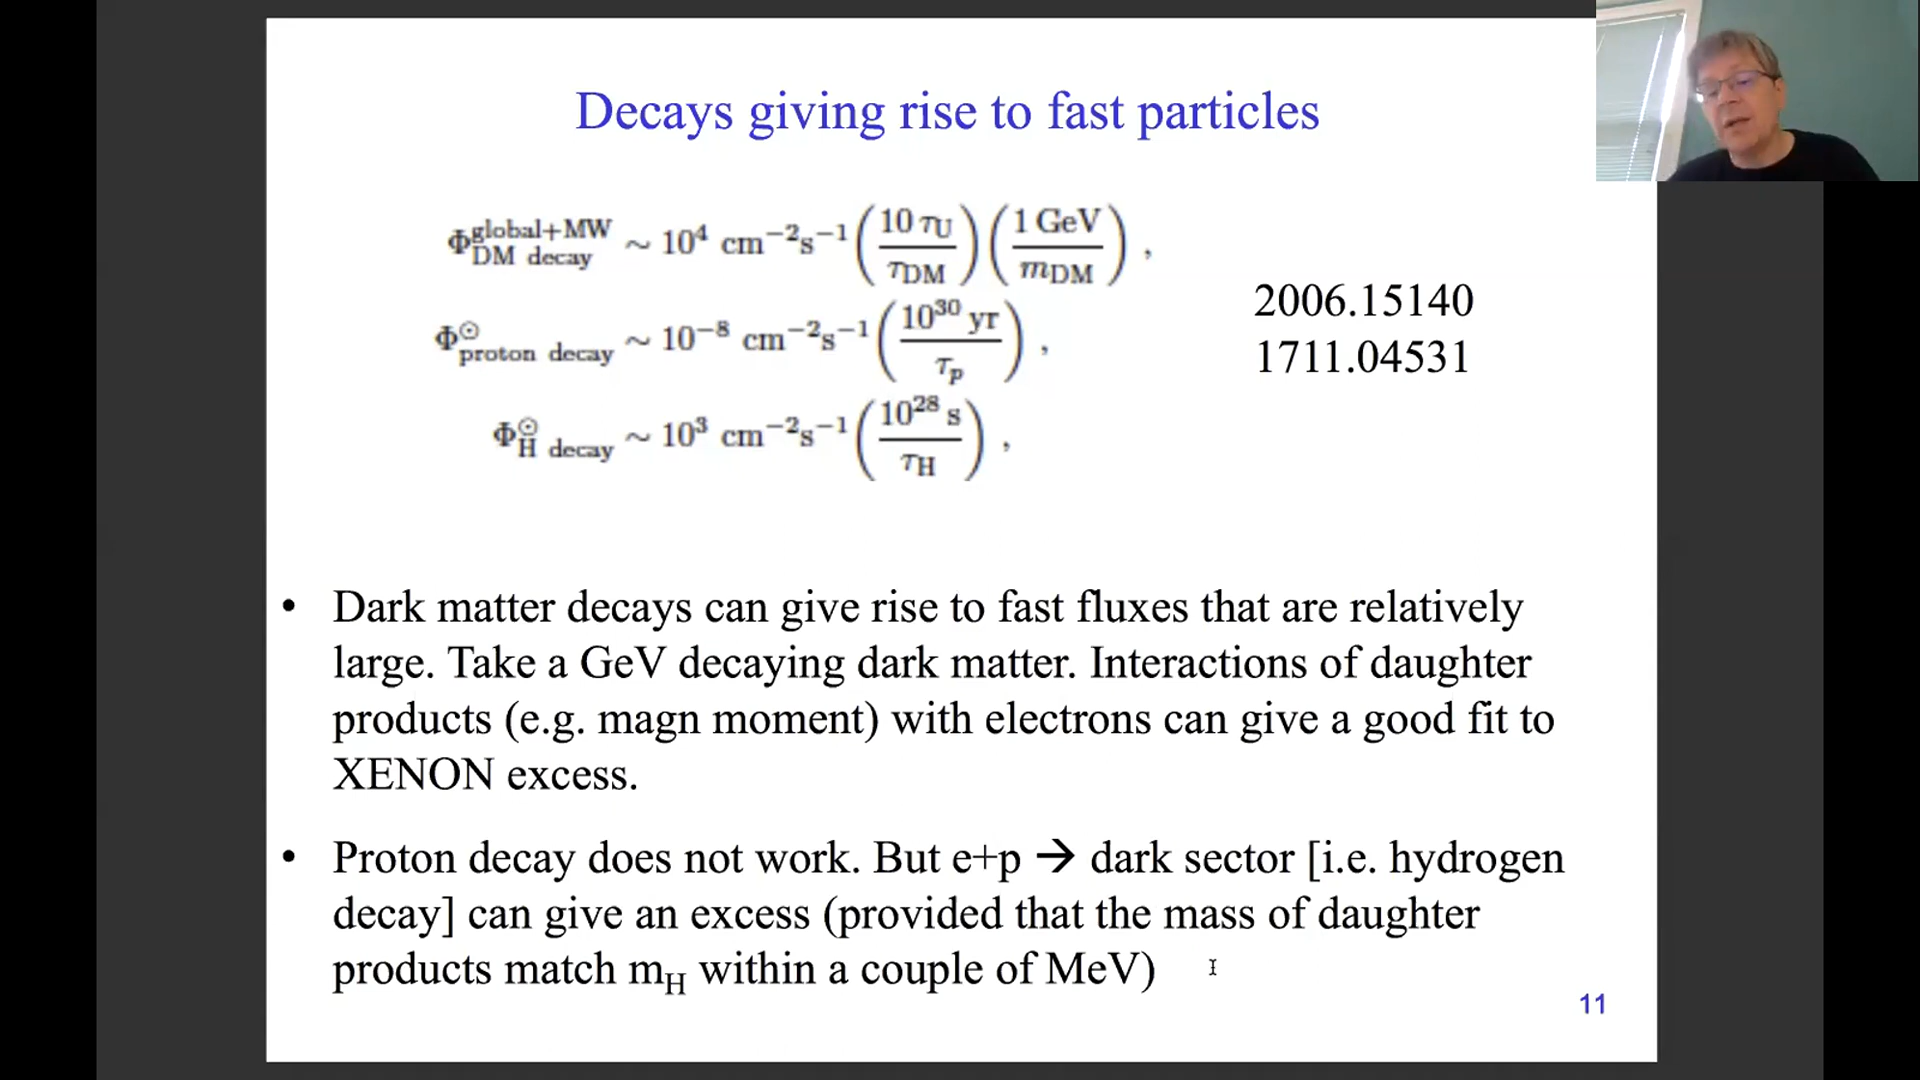 Decays giving rise to fast particles
Φ^{global+MW}_{DM decay} ∼ 10^4 cm^{−2}s^{−1} (10 τ_U / τ_DM) (1 GeV / m_DM) ,
Φ^⊙_{proton decay} ∼ 10^{−8} cm^{−2}s^{−1} (10^{30} yr / τ_p) ,
Φ^⊙_{H decay} ∼ 10^3 cm^{−2}s^{−1} (10^{28} s / τ_H) ,
2006.15140
1711.04531
• Dark matter decays can give rise to fast fluxes that are relatively
large. Take a GeV decaying dark matter. Interactions of daughter
products (e.g. magn moment) with electrons can give a good fit to
XENON excess.
• Proton decay does not work. But e+p → dark sector [i.e. hydrogen
decay] can give an excess (provided that the mass of daughter
products match m_H within a couple of MeV)
11